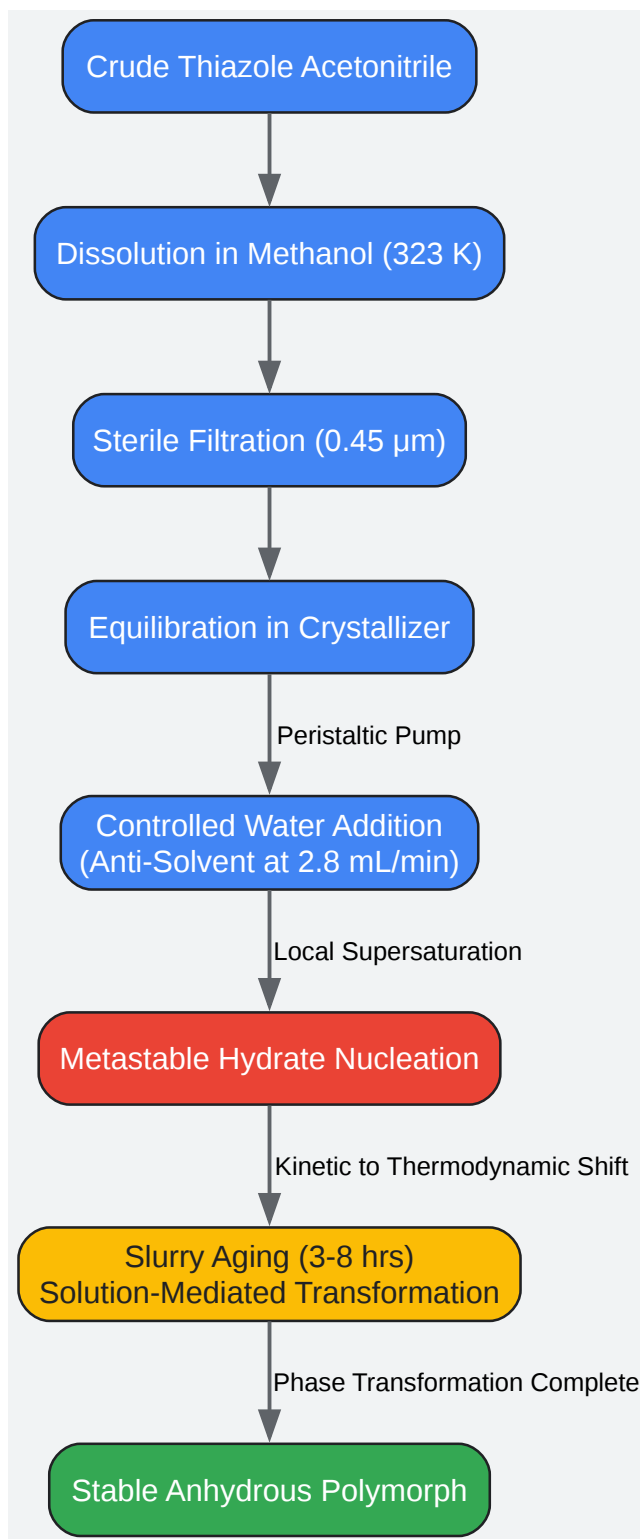 Crude Thiazole Acetonitrile
Dissolution in Methanol (323 K)
Sterile Filtration (0.45 μm)
Equilibration in Crystallizer
Peristaltic Pump
Controlled Water Addition
(Anti-Solvent at 2.8 mL/min)
Local Supersaturation
Metastable Hydrate Nucleation
Kinetic to Thermodynamic Shift
Slurry Aging (3-8 hrs)
Solution-Mediated Transformation
Phase Transformation Complete
Stable Anhydrous Polymorph